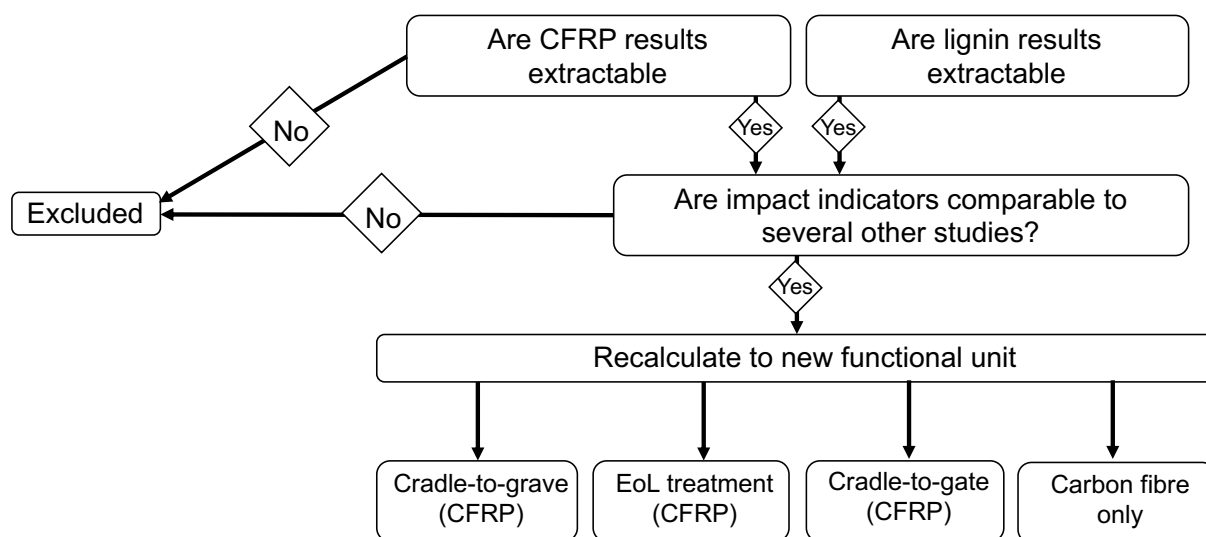 Are CFRP results
extractable
Are lignin results
extractable
No
Yes
Yes
Excluded
No
Are impact indicators comparable to
several other studies?
Yes
Recalculate to new functional unit
Cradle-to-grave
(CFRP)
EoL treatment
(CFRP)
Cradle-to-gate
(CFRP)
Carbon fibre
only